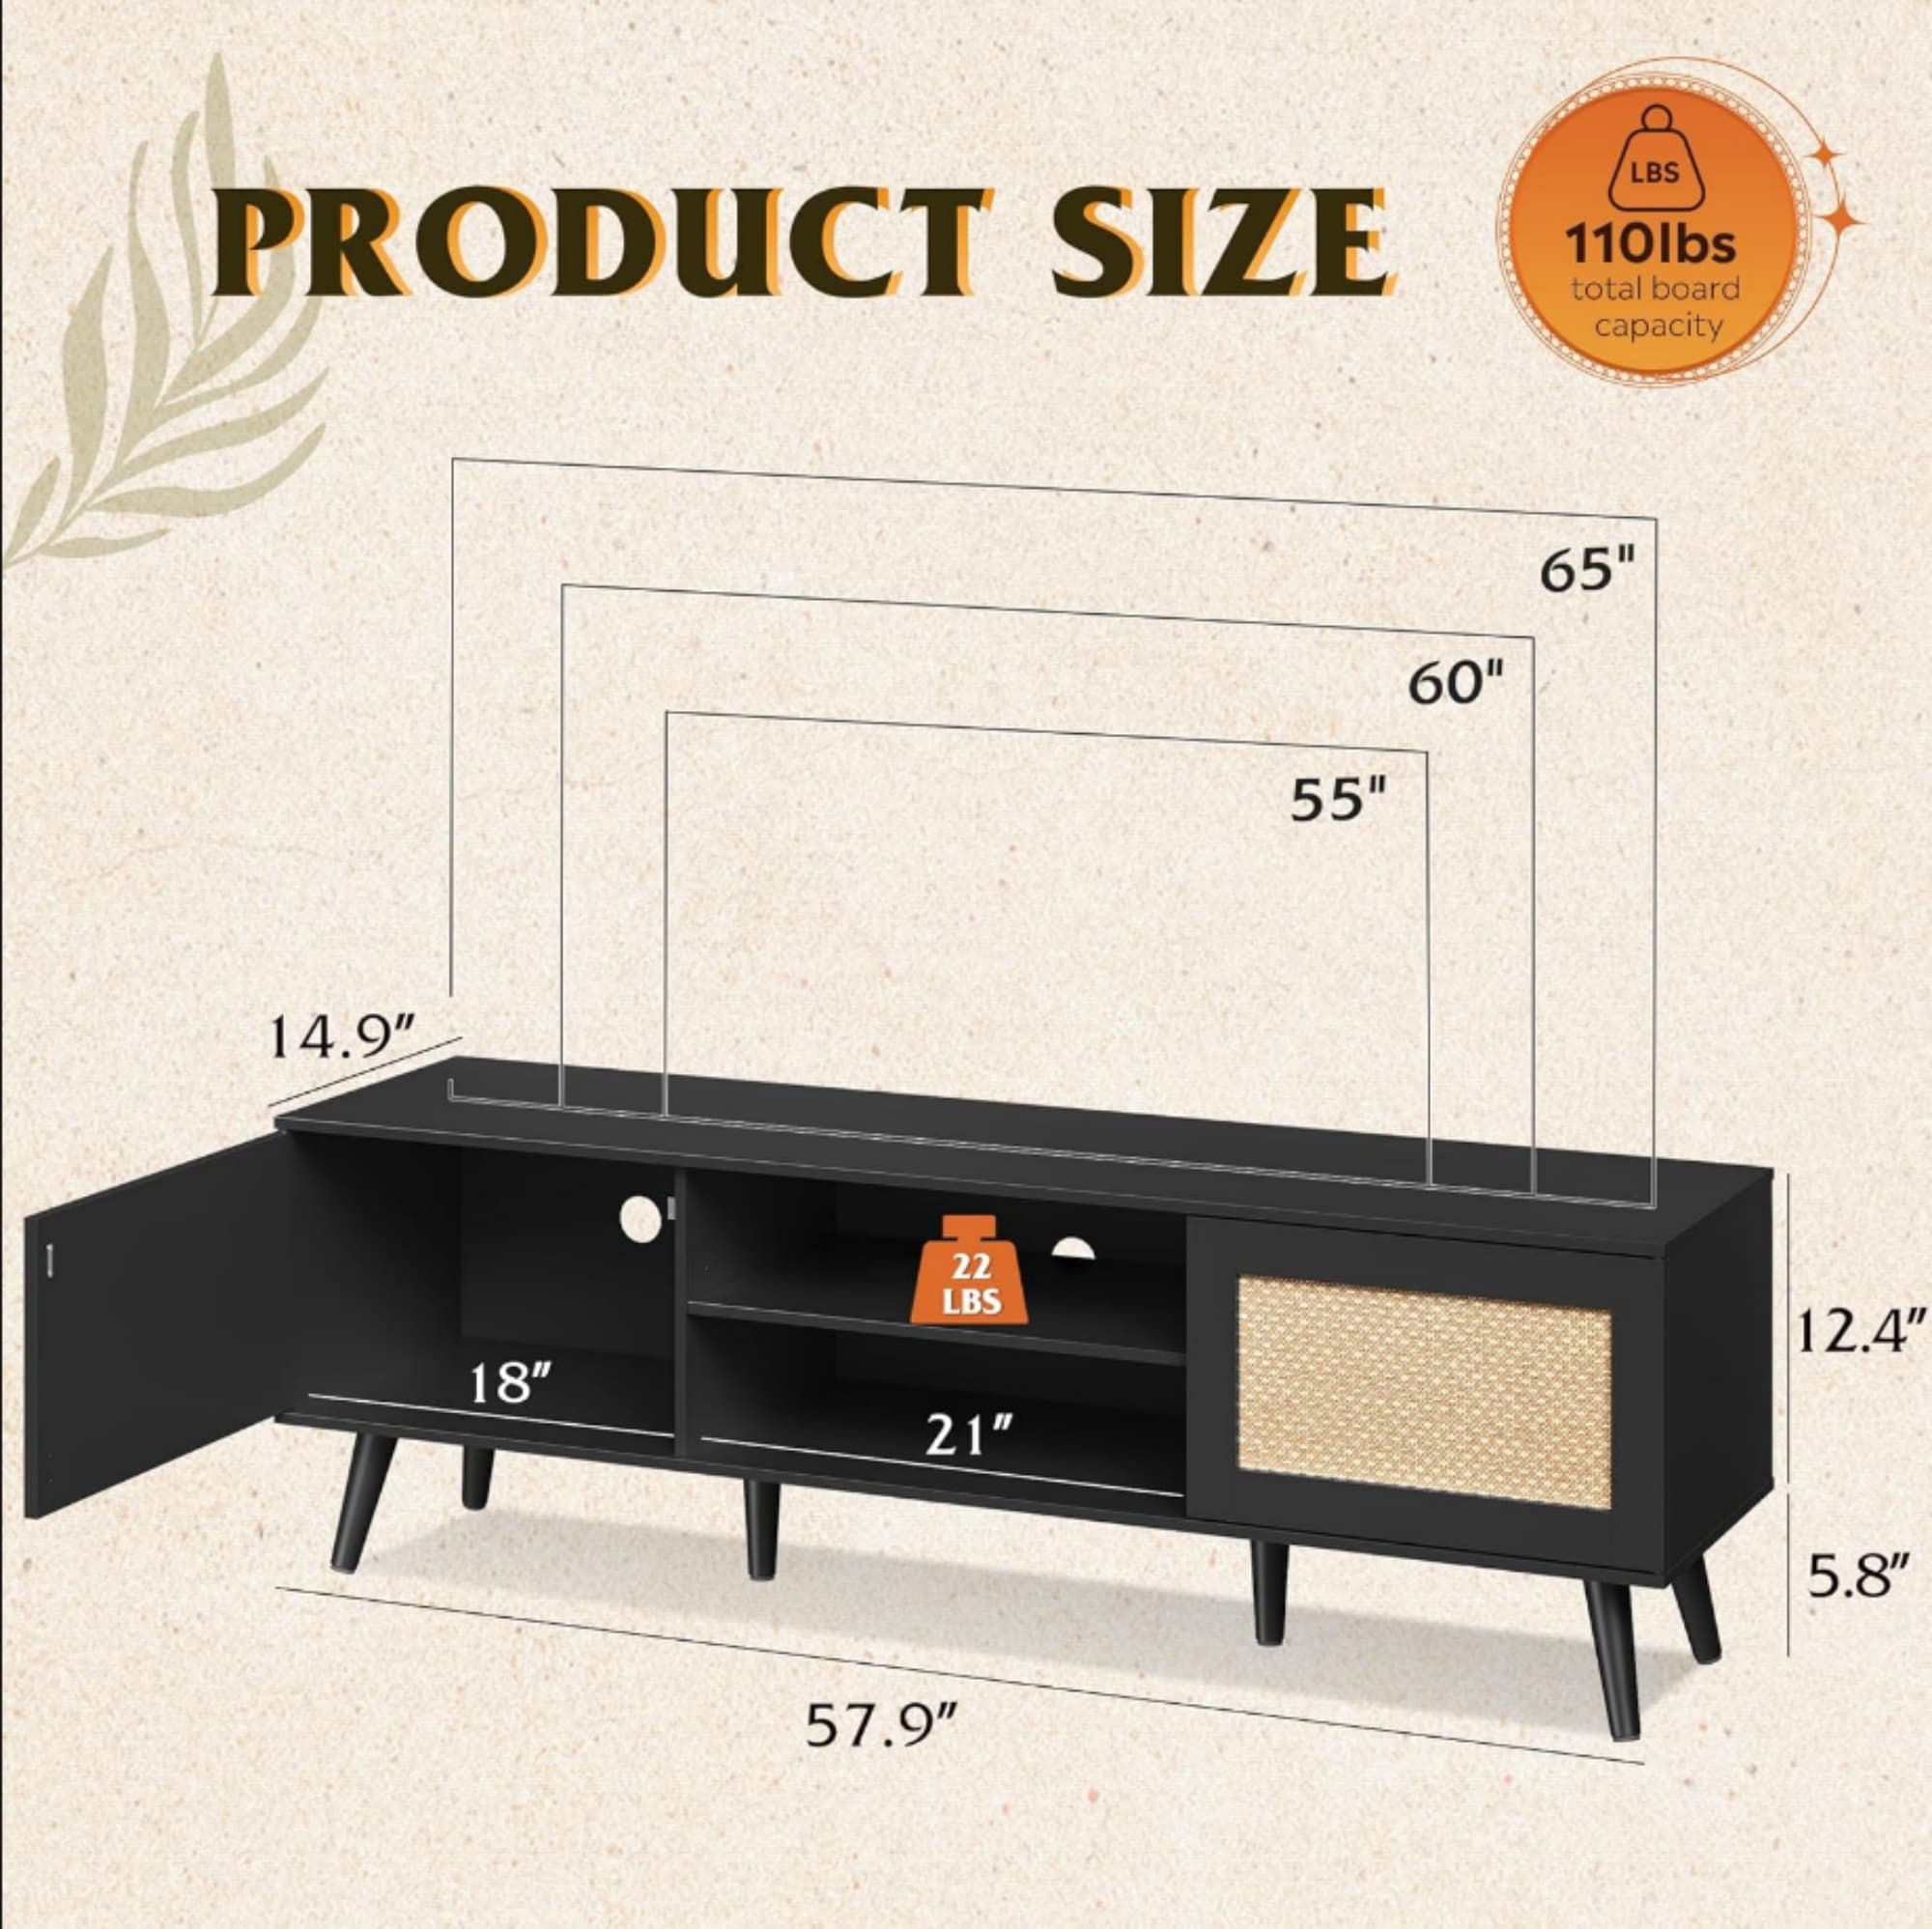 PRODUCT SIZE
LBS
110lbs
total board
capacity
65"
60"
55"
14.9"
22
LBS
18"
21"
12.4"
5.8"
57.9"